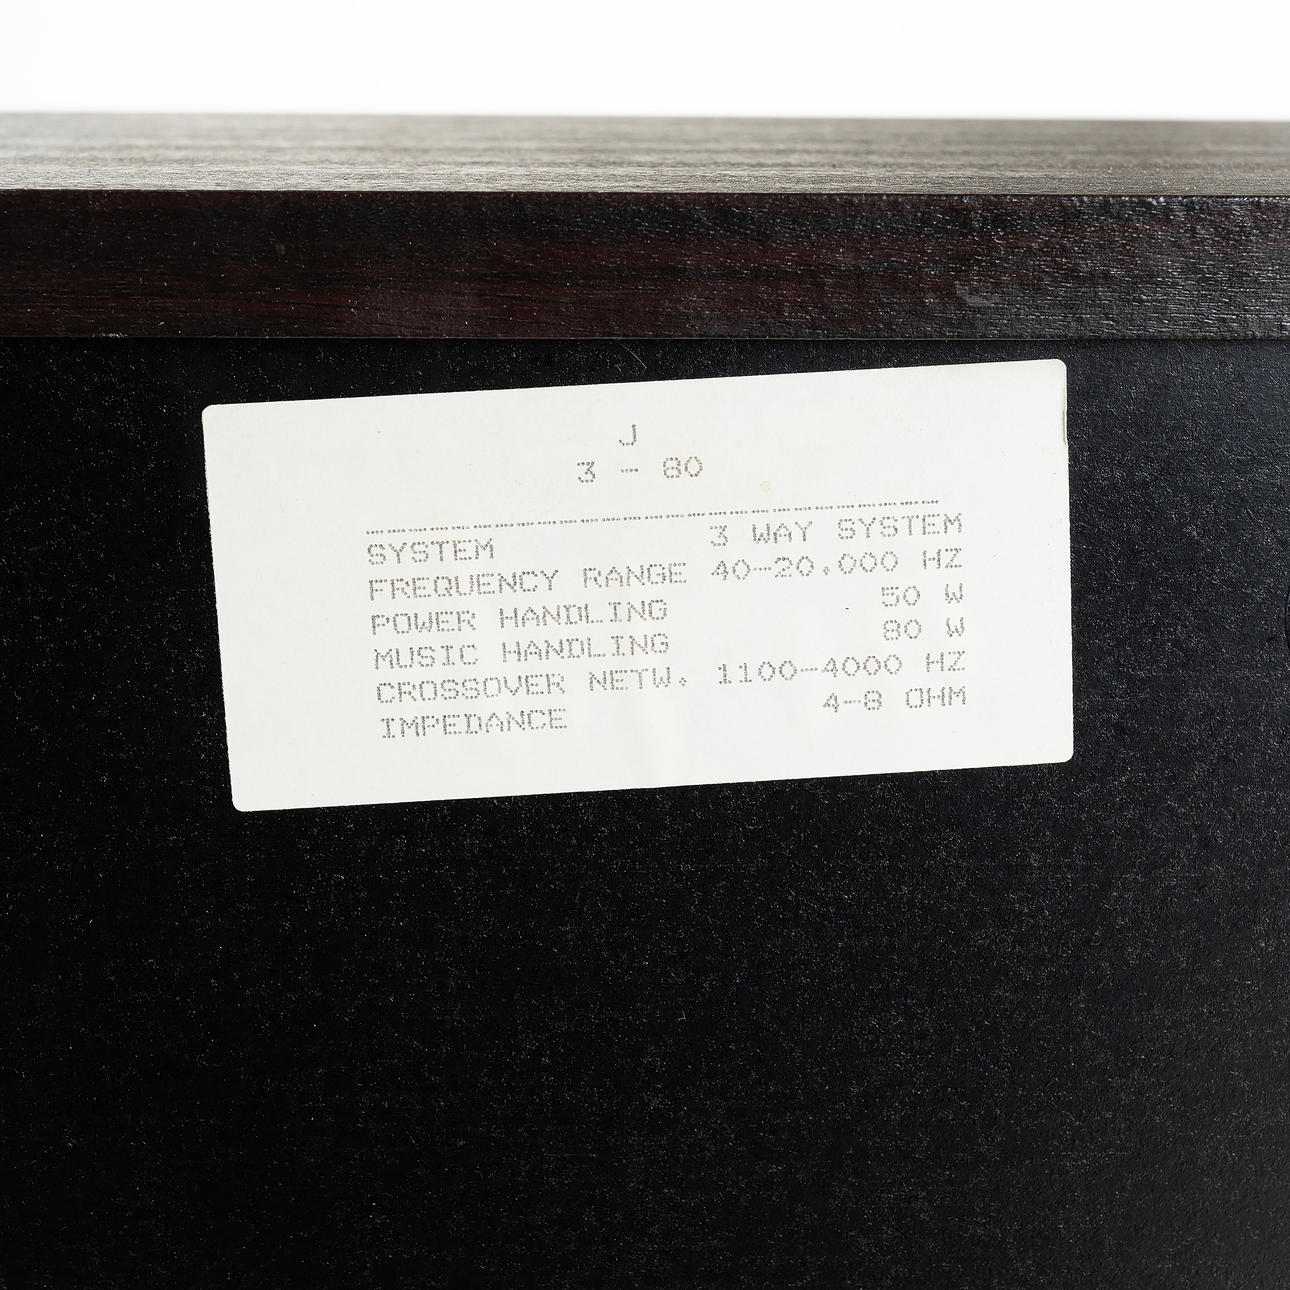 J
3 - 80
SYSTEM 3 WAY SYSTEM
FREQUENCY RANGE 40-20.000 HZ
POWER HANDLING 50 W
MUSIC HANDLING 80 W
CROSSOVER NETW. 1100-4000 HZ
IMPEDANCE 4-8 OHM